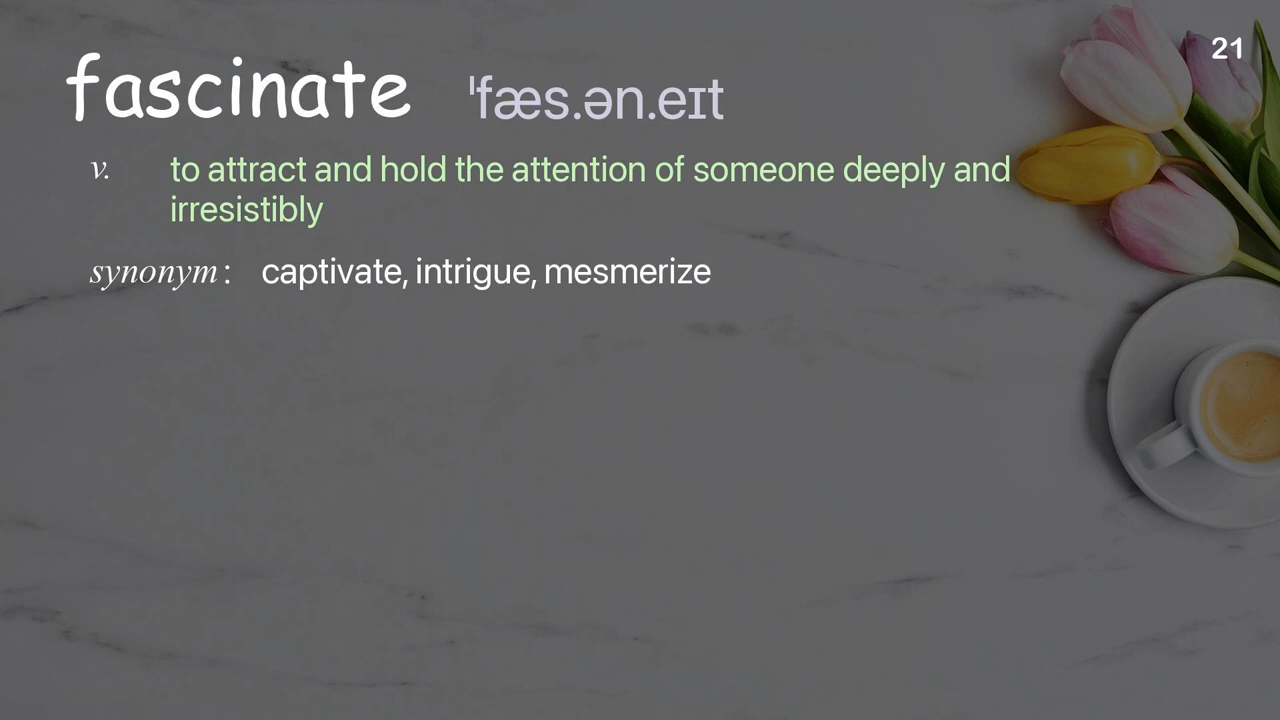 21
fascinate ˈfæs.ən.eɪt
v. to attract and hold the attention of someone deeply and
irresistibly
synonym : captivate, intrigue, mesmerize